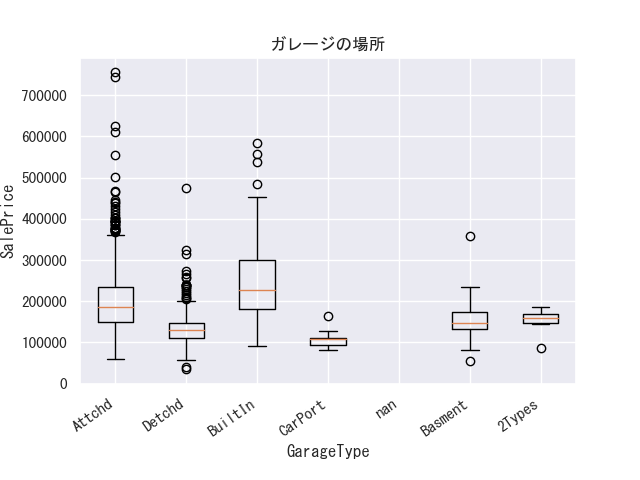 ガレージの場所
SalePrice
700000
600000
500000
400000
300000
200000
100000
0
Attchd
Detchd
BuiltIn
CarPort
nan
Basment
2Types
GarageType